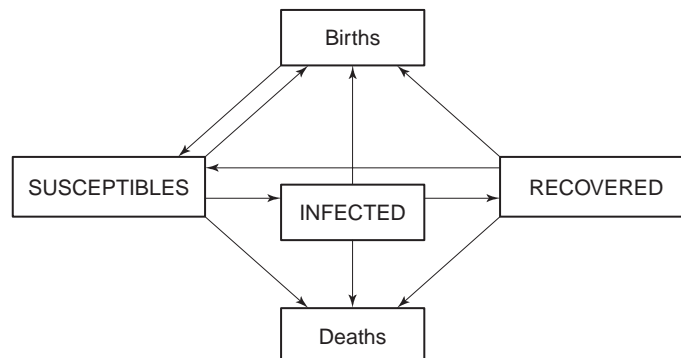 Births
SUSCEPTIBLES
INFECTED
RECOVERED
Deaths